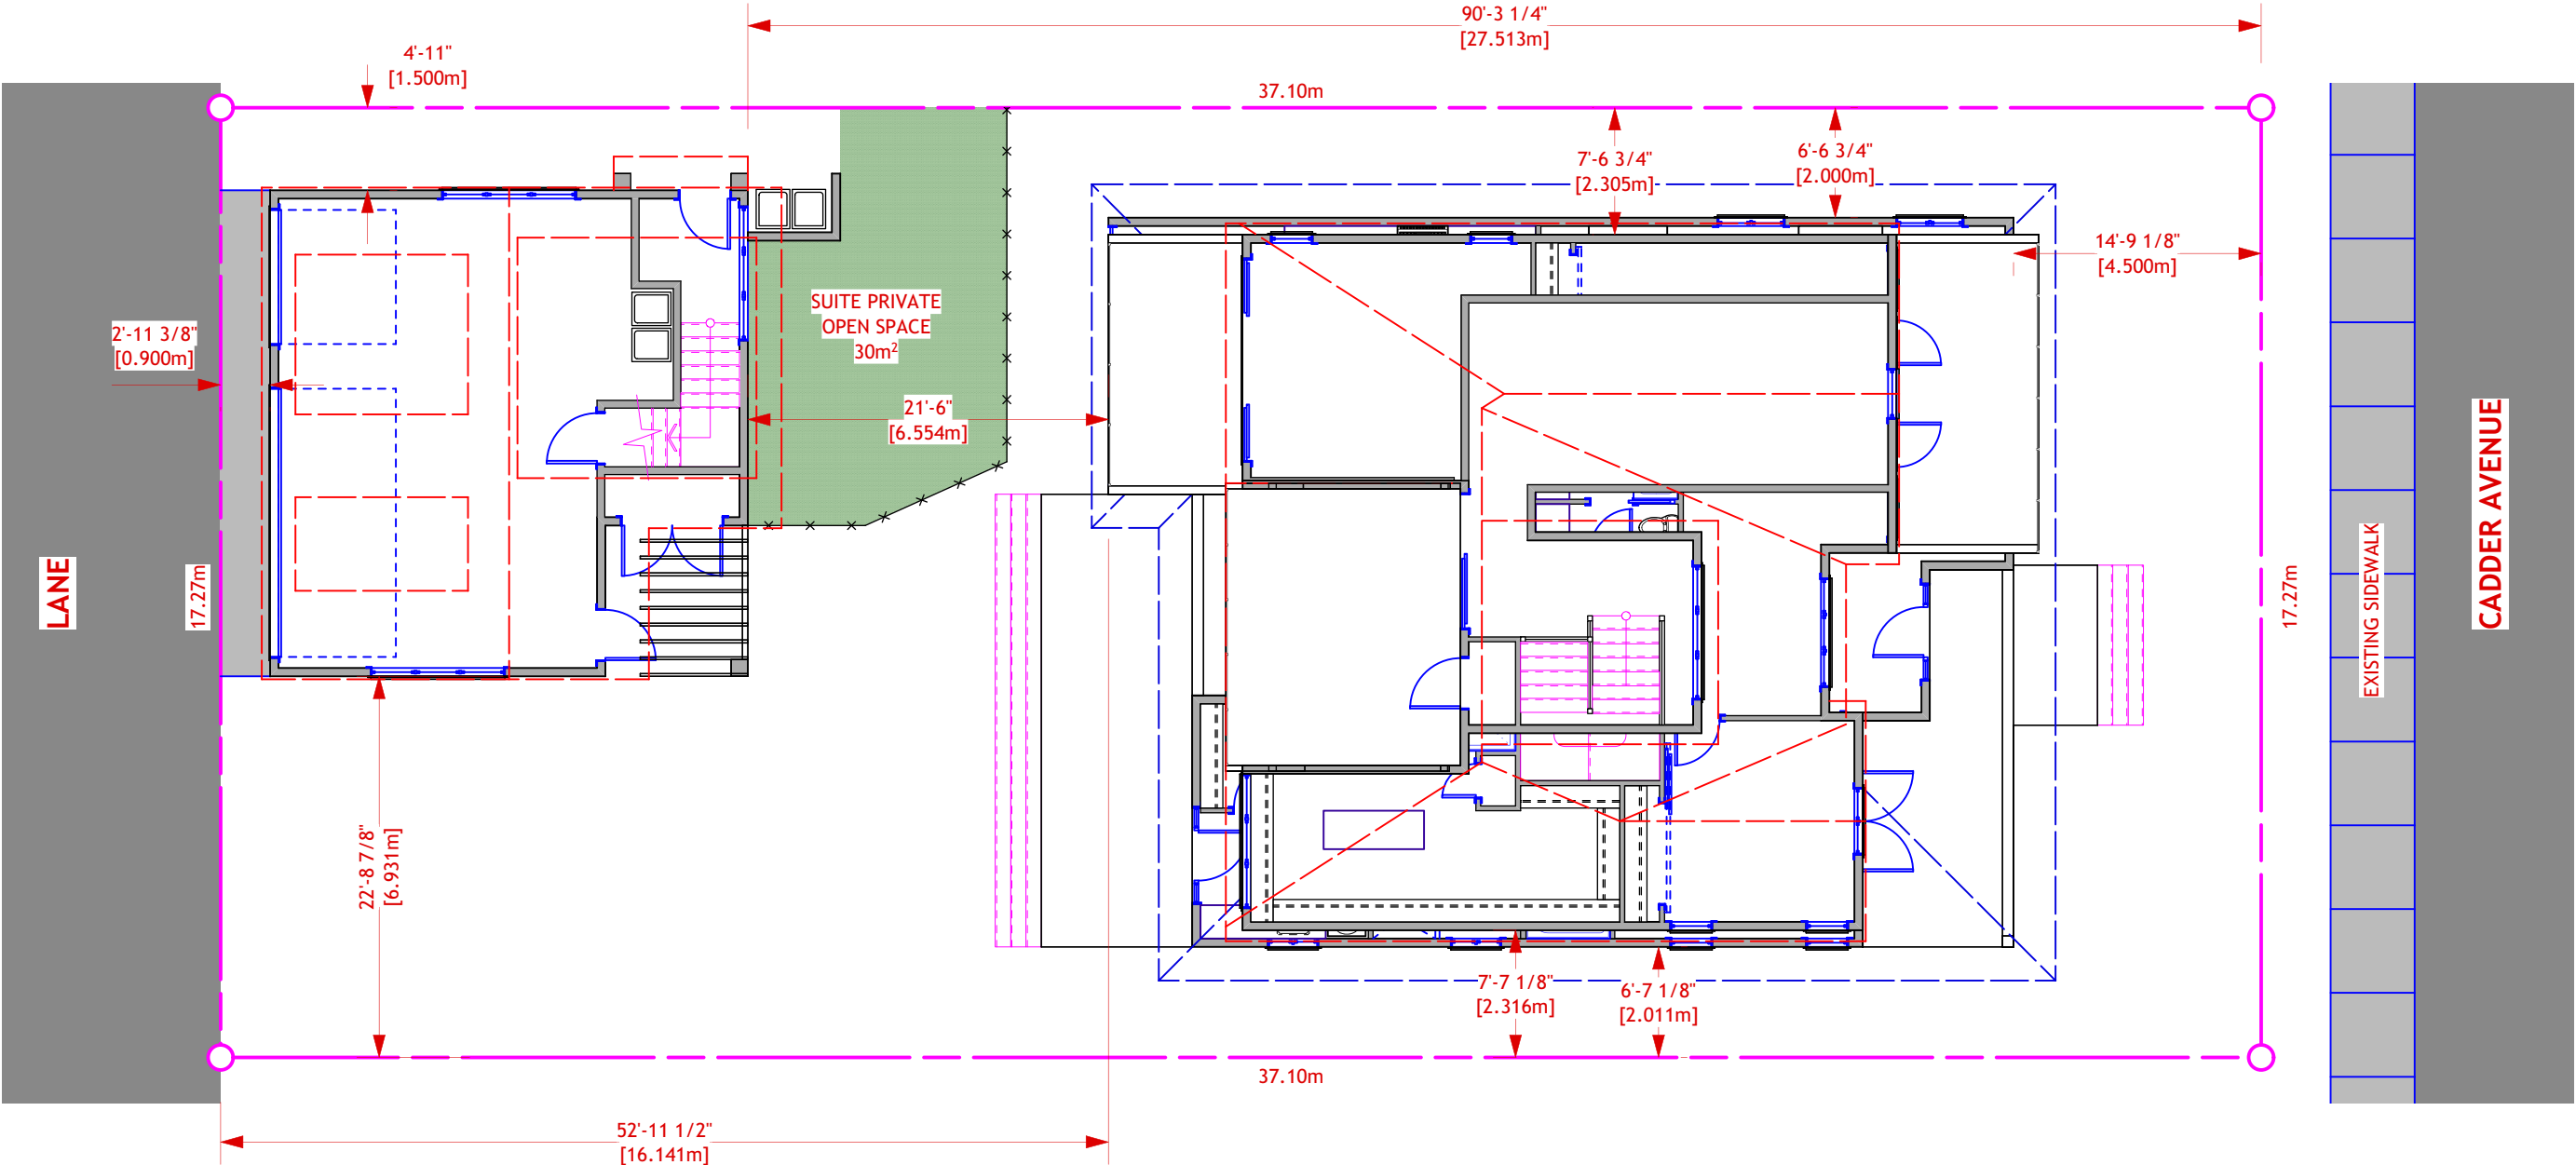 90'-3 1/4"
[27.513m]
4'-11"
[1.500m]
37.10m
7'-6 3/4"
[2.305m]
6'-6 3/4"
[2.000m]
14'-9 1/8"
[4.500m]
SUITE PRIVATE
OPEN SPACE
30m²
2'-11 3/8"
[0.900m]
21'-6"
[6.554m]
LANE
17.27m
17.27m
EXISTING SIDEWALK
CADDER AVENUE
22'-8 7/8"
[6.931m]
7'-7 1/8"
[2.316m]
6'-7 1/8"
[2.011m]
37.10m
52'-11 1/2"
[16.141m]